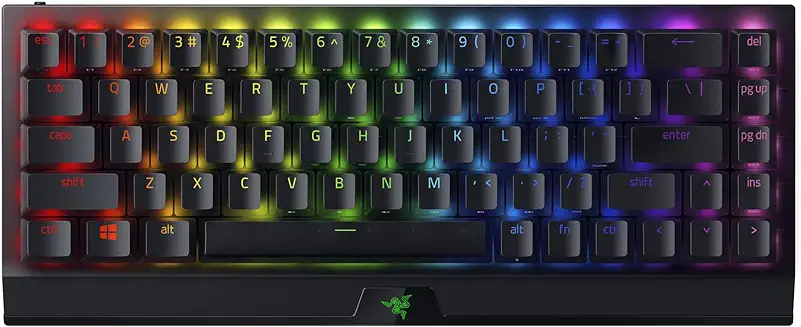 esc 1 ! 2 @ 3 # 4 $ 5 % 6 ^ 7 & 8 * 9 ( 0 ) - _ = + ← del
tab Q W E R T Y U I O P [ { ] } \ | pg up
caps A S D F G H J K L ; : ' " enter pg dn
shift Z X C V B N M , < . > / ? shift ^ ins
ctrl alt alt fn ctrl < v >